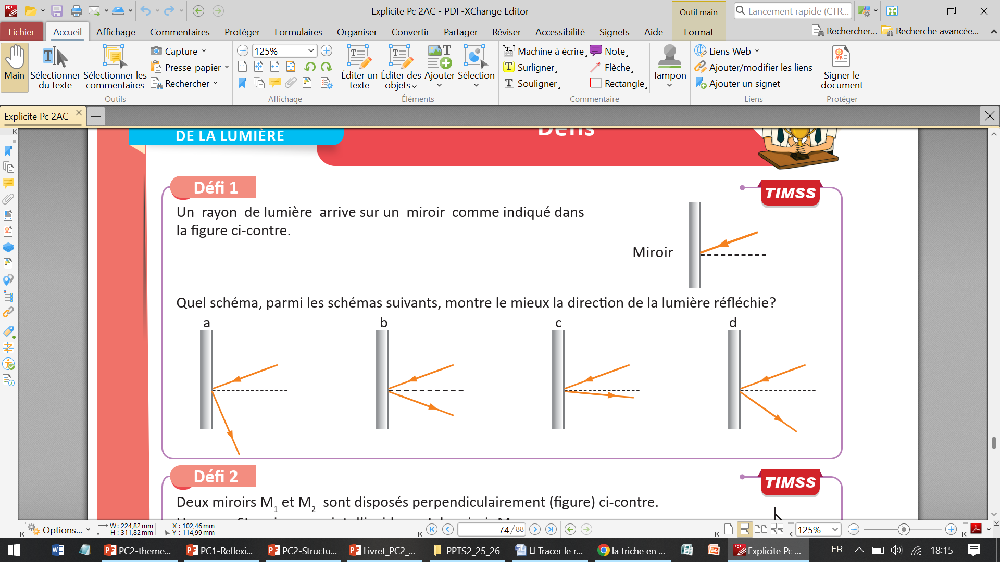 Explicite Pc 2AC - PDF-XChange Editor
Outil main
Lancement rapide (CTR...
Fichier Accueil Affichage Commentaires Protéger Formulaires Organiser Convertir Partager Réviser Accessibilité Signets Aide Format
Rechercher... Recherche avancée...
Main
Sélectionner du texte
Sélectionner les commentaires
Capture
Presse-papier
Rechercher
Outils
125%
Affichage
Éditer un texte
Éditer des objets
Ajouter
Sélection
Éléments
Machine à écrire
Surligner
Souligner
Note
Flèche
Rectangle
Commentaire
Tampon
Liens Web
Ajouter/modifier les liens
Ajouter un signet
Liens
Signer le document
Protéger
Explicite Pc 2AC
DE LA LUMIÈRE
Défis
Défi 1
TIMSS
Un rayon de lumière arrive sur un miroir comme indiqué dans
la figure ci-contre.
Miroir
Quel schéma, parmi les schémas suivants, montre le mieux la direction de la lumière réfléchie?
a b c d
Défi 2
TIMSS
Deux miroirs M1 et M2 sont disposés perpendiculairement (figure) ci-contre.
Options...
W : 224,82 mm
H : 311,82 mm
X : 102,46 mm
Y : 114,99 mm
74 / 88
125%
PC2-theme... PC1-Reflexi... PC2-Structu... Livret_PC2_... PPTS2_25_26 Tracer le r... la triche en ... Explicite Pc ...
FR
18:15